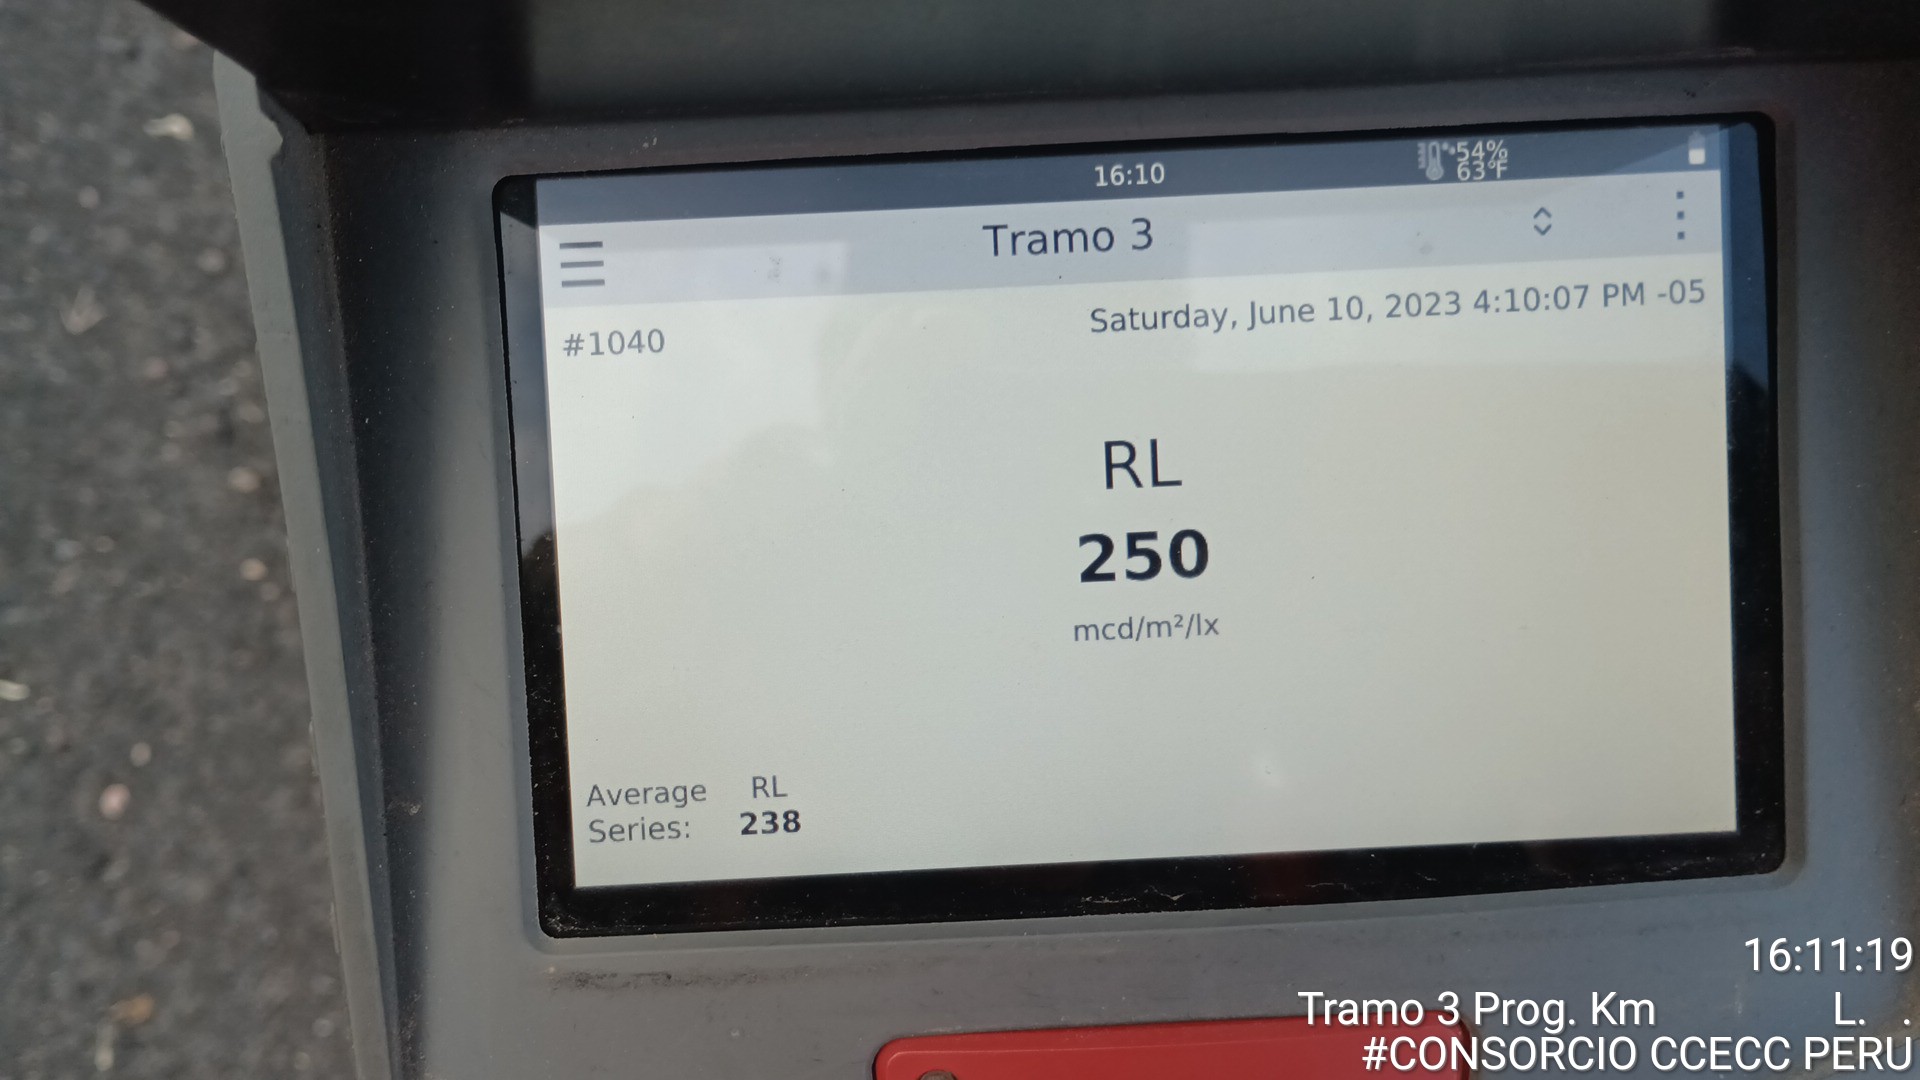 16:10
54%
63°F
Tramo 3
Saturday, June 10, 2023 4:10:07 PM -05
#1040
RL
250
mcd/m²/lx
Average RL
Series: 238
16:11:19
Tramo 3 Prog. Km L. .
#CONSORCIO CCECC PERU